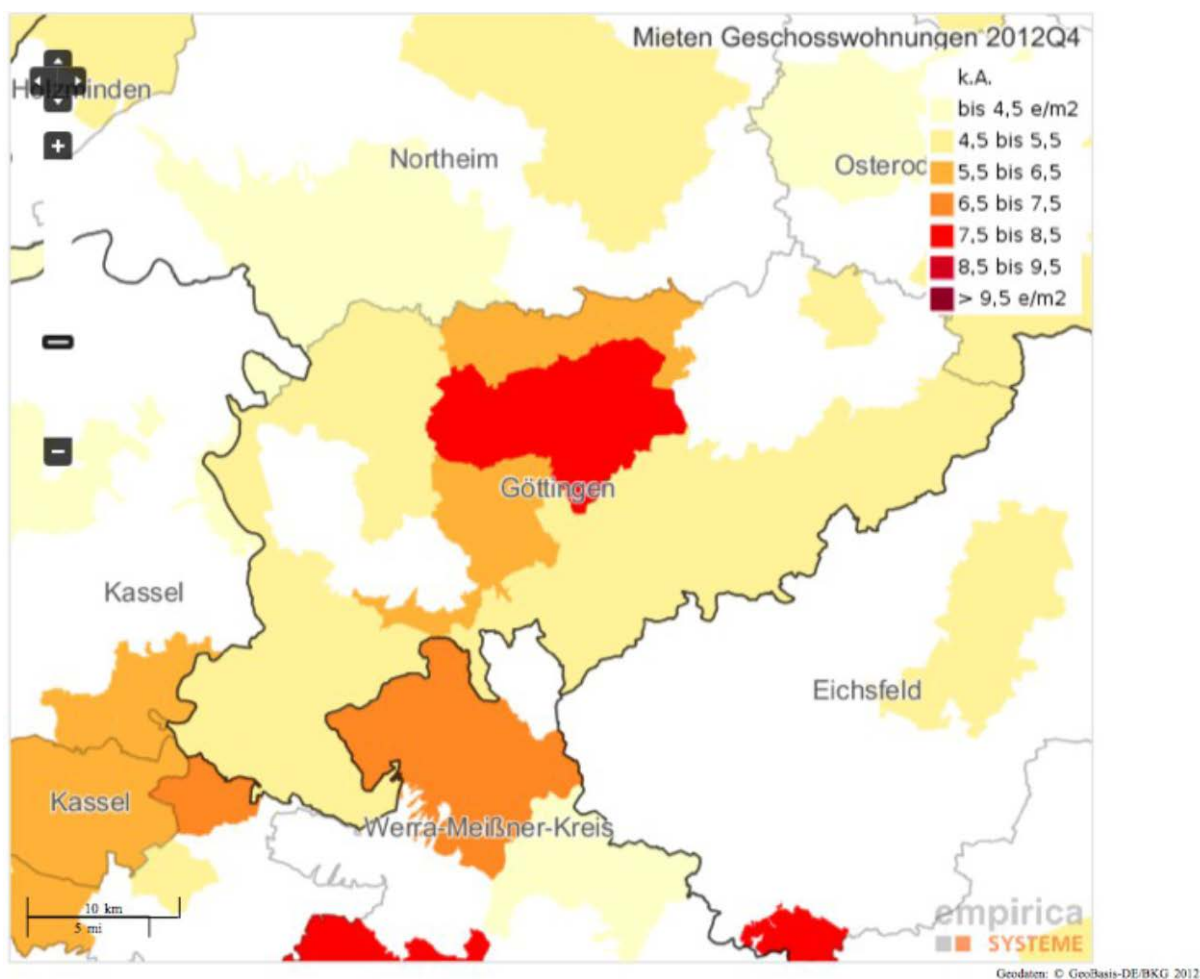 Mieten Geschosswohnungen 2012Q4
k.A.
bis 4,5 e/m2
4,5 bis 5,5
5,5 bis 6,5
6,5 bis 7,5
7,5 bis 8,5
8,5 bis 9,5
> 9,5 e/m2
Holzminden
Northeim
Osterod
Göttingen
Kassel
Eichsfeld
Kassel
Werra-Meißner-Kreis
10 km
5 mi
empirica
SYSTEME
Geodaten: © GeoBasis-DE/BKG 2012